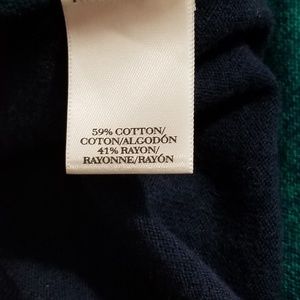 59% COTTON/
COTON/ALGODÓN
41% RAYON/
RAYONNE/RAYÓN